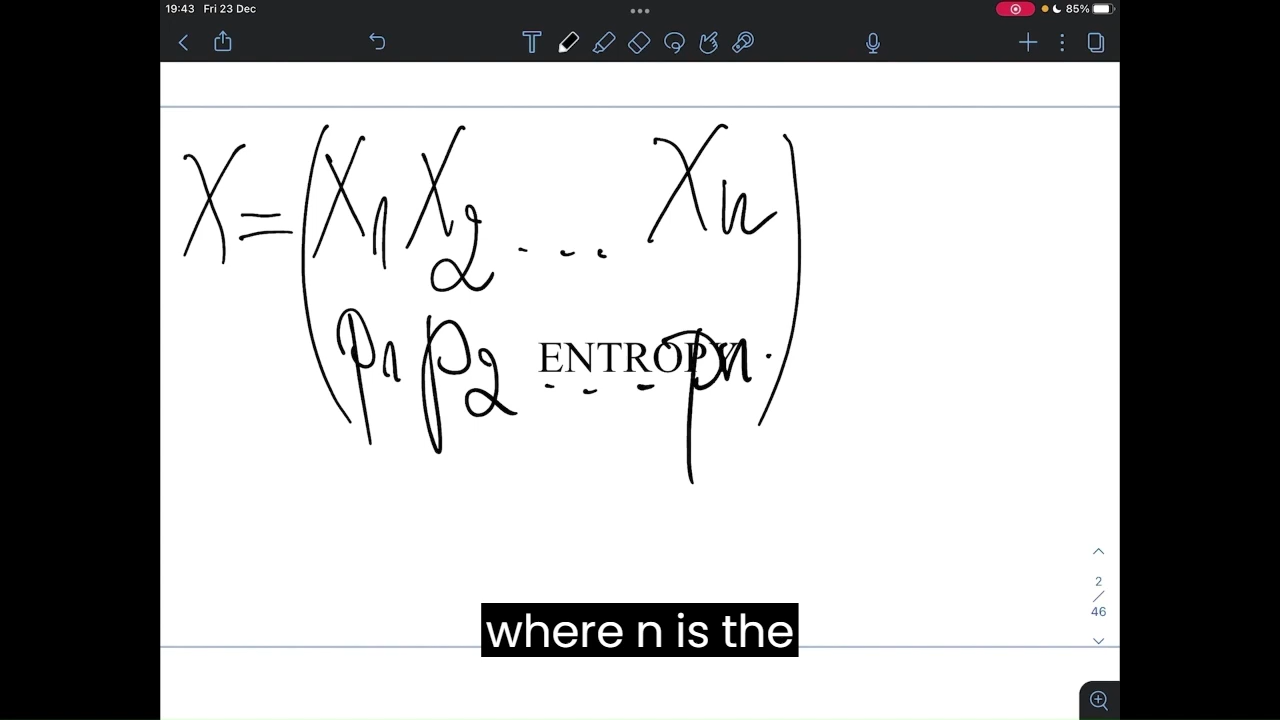 19:43 Fri 23 Dec 85%
T
X = (X1 X2 ... Xn)
p1 p2 ... pn
ENTROPY
2
/
46
where n is the